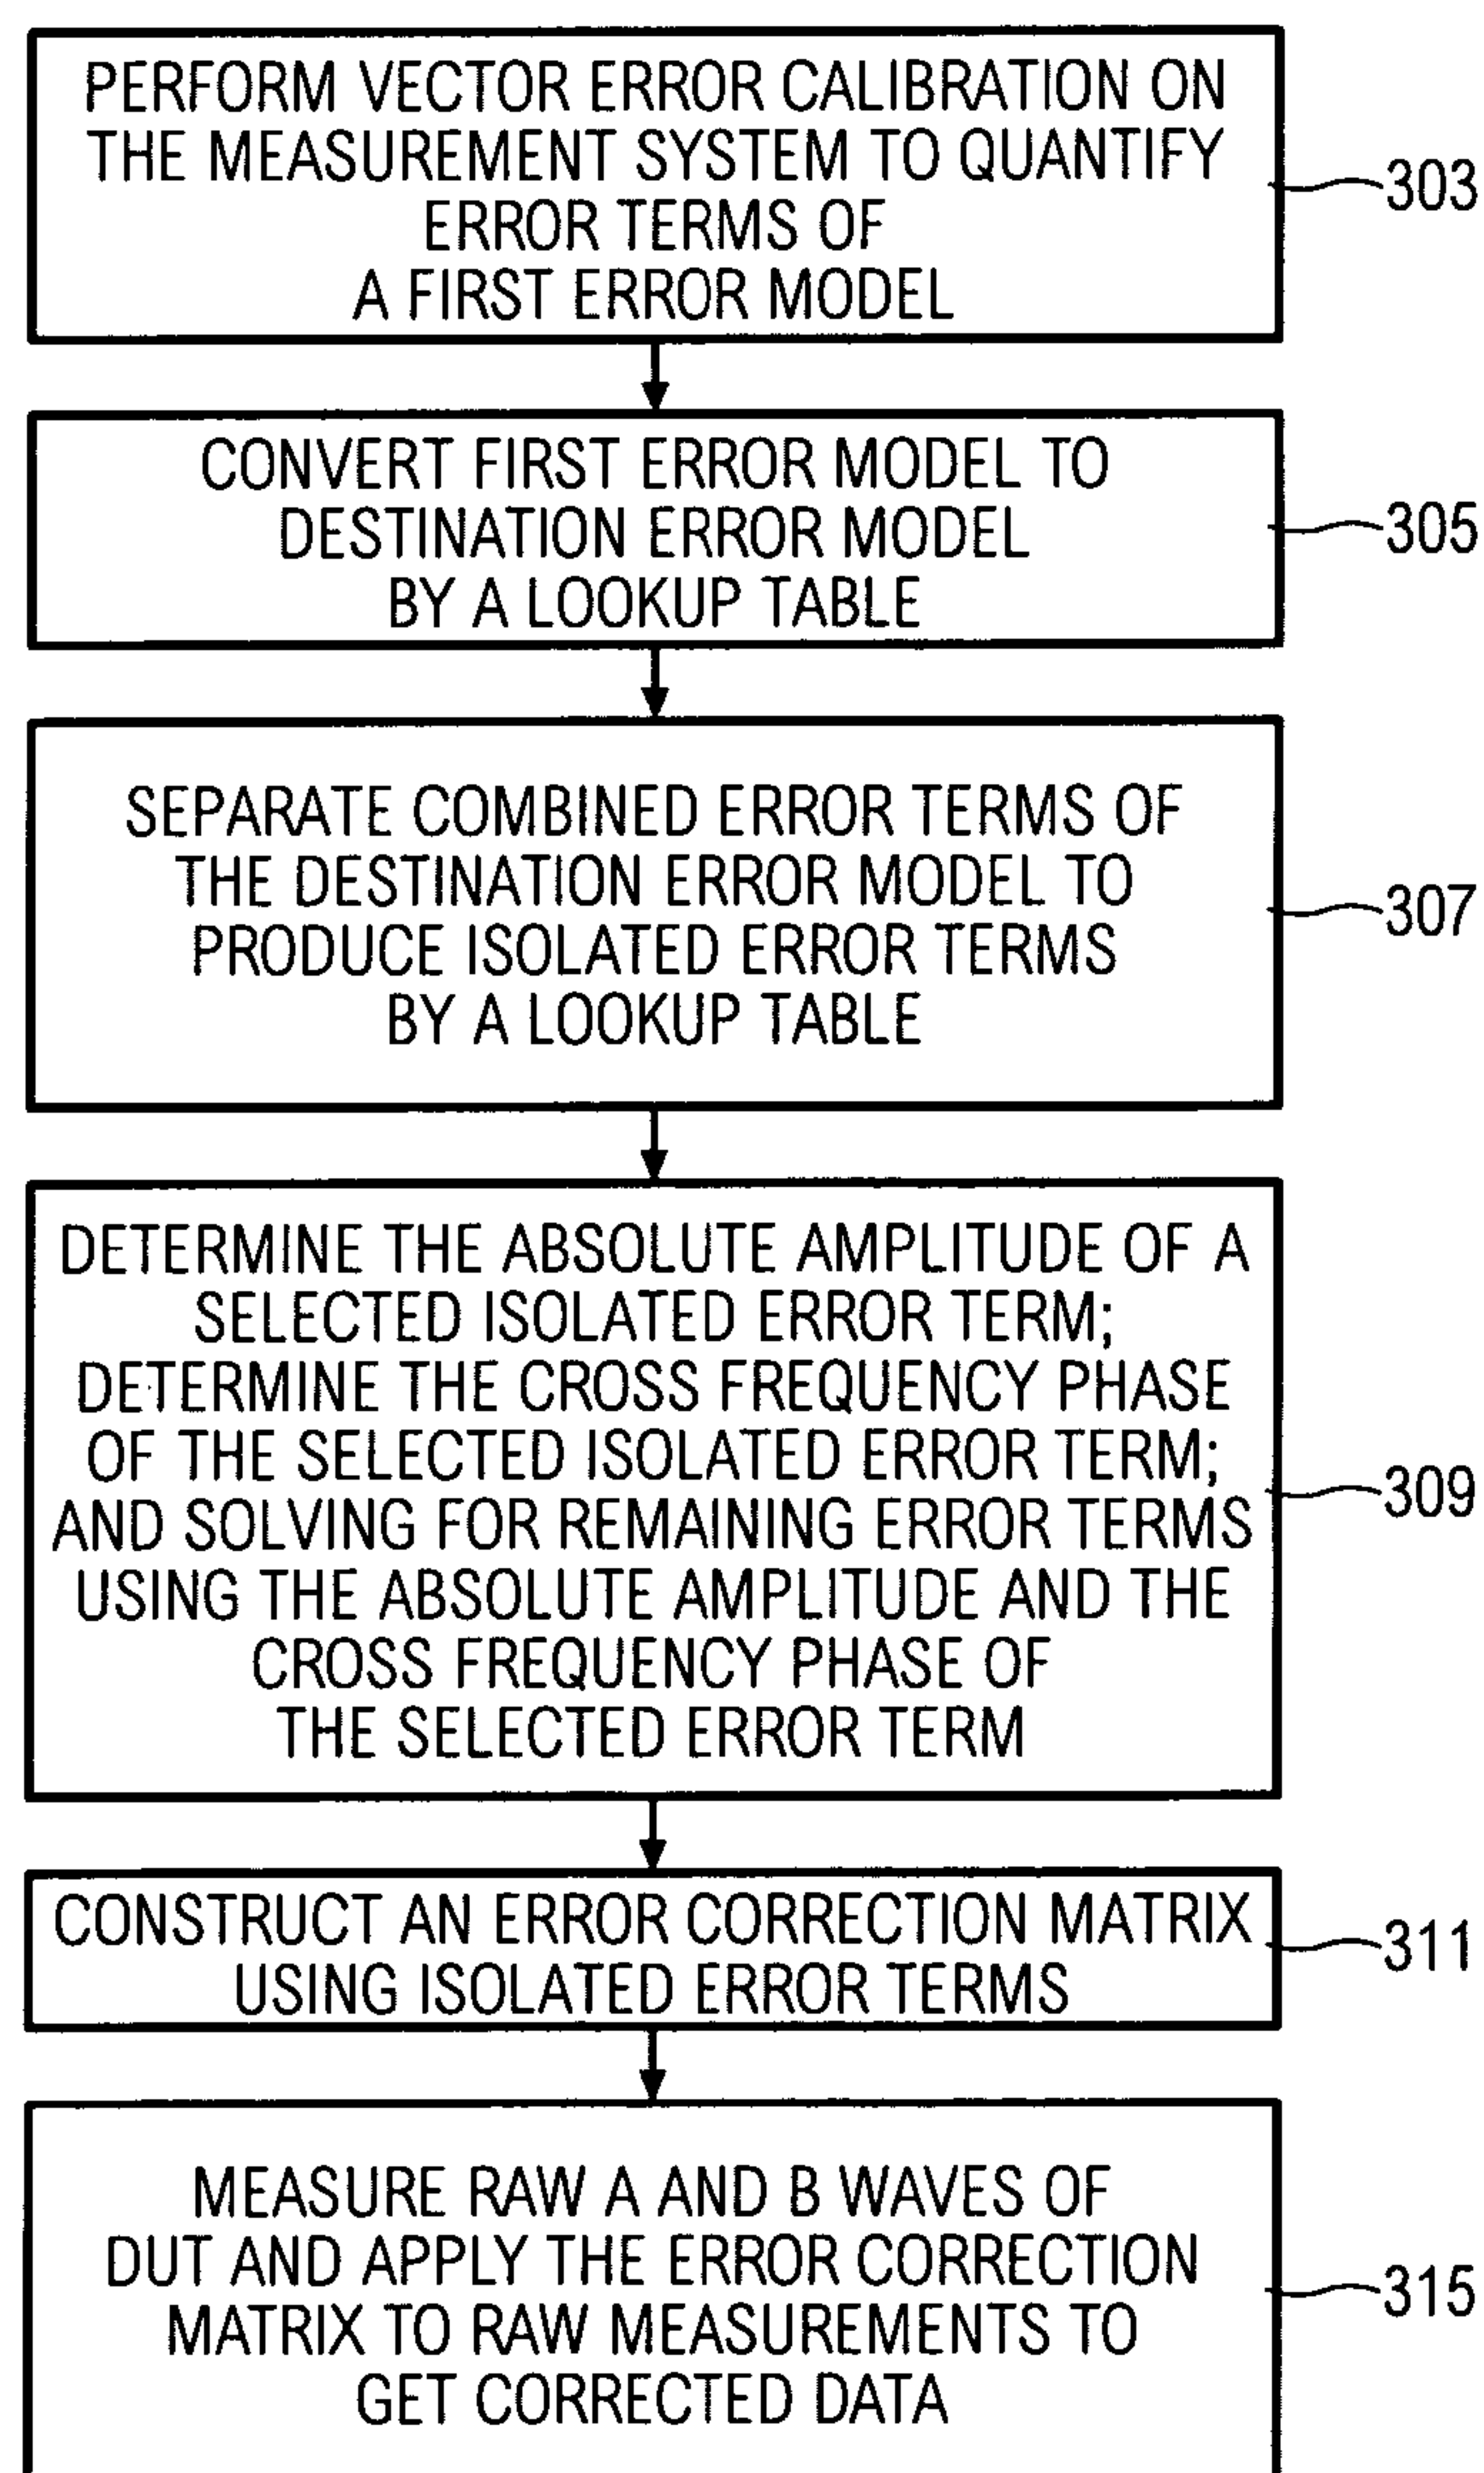 PERFORM VECTOR ERROR CALIBRATION ON
THE MEASUREMENT SYSTEM TO QUANTIFY
ERROR TERMS OF
A FIRST ERROR MODEL
303
CONVERT FIRST ERROR MODEL TO
DESTINATION ERROR MODEL
BY A LOOKUP TABLE
305
SEPARATE COMBINED ERROR TERMS OF
THE DESTINATION ERROR MODEL TO
PRODUCE ISOLATED ERROR TERMS
BY A LOOKUP TABLE
307
DETERMINE THE ABSOLUTE AMPLITUDE OF A
SELECTED ISOLATED ERROR TERM;
DETERMINE THE CROSS FREQUENCY PHASE
OF THE SELECTED ISOLATED ERROR TERM;
AND SOLVING FOR REMAINING ERROR TERMS
USING THE ABSOLUTE AMPLITUDE AND THE
CROSS FREQUENCY PHASE OF
THE SELECTED ERROR TERM
309
CONSTRUCT AN ERROR CORRECTION MATRIX
USING ISOLATED ERROR TERMS
311
MEASURE RAW A AND B WAVES OF
DUT AND APPLY THE ERROR CORRECTION
MATRIX TO RAW MEASUREMENTS TO
GET CORRECTED DATA
315